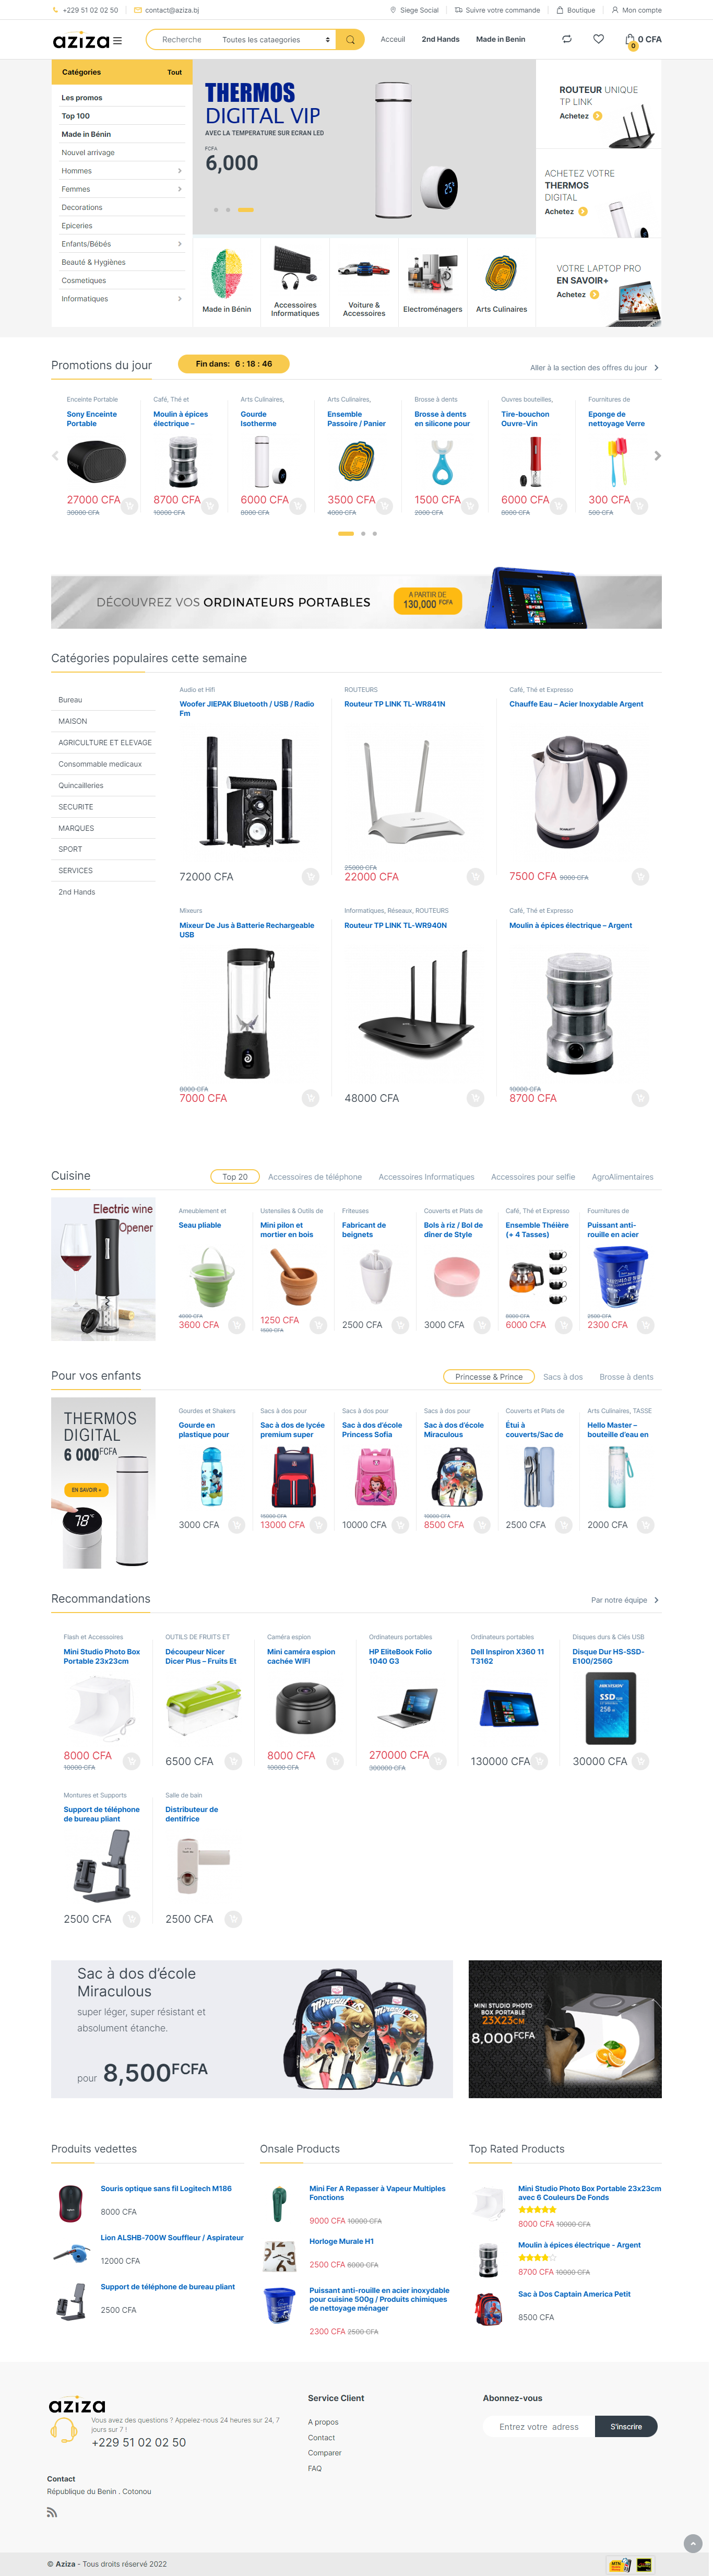 +229 51 02 02 50
contact@aziza.bj
Siege Social
Suivre votre commande
Boutique
Mon compte
aziza
Recherche
Toutes les cataegories
Accueil
2nd Hands
Made in Benin
0
0 CFA
Catégories
Tout
Les promos
Top 100
Made in Bénin
Nouvel arrivage
Hommes
Femmes
Decorations
Epiceries
Enfants/Bébés
Beauté & Hygiènes
Cosmetiques
Informatiques
THERMOS
DIGITAL VIP
AVEC LA TEMPERATURE SUR ECRAN LED
FCFA
6,000
ROUTEUR UNIQUE
TP LINK
Achetez
ACHETEZ VOTRE
THERMOS
DIGITAL
Achetez
VOTRE LAPTOP PRO
EN SAVOIR+
Achetez
Made in Bénin
Accessoires
Informatiques
Voiture &
Accessoires
Electroménagers
Arts Culinaires
Promotions du jour
Fin dans: 6 : 18 : 46
Aller à la section des offres du jour
Enceinte Portable
Sony Enceinte
Portable
27000 CFA
30000 CFA
Café, Thé et
Moulin à épices
électrique –
8700 CFA
10000 CFA
Arts Culinaires,
Gourde
Isotherme
6000 CFA
8000 CFA
Arts Culinaires,
Ensemble
Passoire / Panier
3500 CFA
4000 CFA
Brosse à dents
Brosse à dents
en silicone pour
1500 CFA
2000 CFA
Ouvres bouteilles,
Tire-bouchon
Ouvre-Vin
6000 CFA
8000 CFA
Fournitures de
Eponge de
nettoyage Verre
300 CFA
500 CFA
DÉCOUVREZ VOS ORDINATEURS PORTABLES
A PARTIR DE
130,000 FCFA
Catégories populaires cette semaine
Bureau
MAISON
AGRICULTURE ET ELEVAGE
Consommable medicaux
Quincailleries
SECURITE
MARQUES
SPORT
SERVICES
2nd Hands
Audio et Hifi
Woofer JIEPAK Bluetooth / USB / Radio
Fm
72000 CFA
ROUTEURS
Routeur TP LINK TL-WR841N
25000 CFA
22000 CFA
Café, Thé et Expresso
Chauffe Eau – Acier Inoxydable Argent
7500 CFA 9000 CFA
Mixeurs
Mixeur De Jus à Batterie Rechargeable
USB
8000 CFA
7000 CFA
Informatiques, Réseaux, ROUTEURS
Routeur TP LINK TL-WR940N
48000 CFA
Café, Thé et Expresso
Moulin à épices électrique – Argent
10000 CFA
8700 CFA
Cuisine
Top 20
Accessoires de téléphone
Accessoires Informatiques
Accessoires pour selfie
AgroAlimentaires
Electric wine
Opener
Ameublement et
Seau pliable
4000 CFA
3600 CFA
Ustensiles & Outils de
Mini pilon et
mortier en bois
1250 CFA
1500 CFA
Friteuses
Fabricant de
beignets
2500 CFA
Couverts et Plats de
Bols à riz / Bol de
dîner de Style
3000 CFA
Café, Thé et Expresso
Ensemble Théière
(+ 4 Tasses)
8000 CFA
6000 CFA
Fournitures de
Puissant anti-
rouille en acier
2500 CFA
2300 CFA
Pour vos enfants
Princesse & Prince
Sacs à dos
Brosse à dents
THERMOS
DIGITAL
6 000 FCFA
EN SAVOIR +
78°C
Gourdes et Shakers
Gourde en
plastique pour
3000 CFA
Sacs à dos pour
Sac à dos de lycée
premium super
15000 CFA
13000 CFA
Sacs à dos pour
Sac à dos d'école
Princess Sofia
10000 CFA
Sacs à dos pour
Sac à dos d'école
Miraculous
10000 CFA
8500 CFA
Couverts et Plats de
Étui à
couverts/Sac de
2500 CFA
Arts Culinaires, TASSE
Hello Master –
bouteille d'eau en
2000 CFA
Recommandations
Par notre équipe
Flash et Accessoires
Mini Studio Photo Box
Portable 23x23cm
8000 CFA
10000 CFA
OUTILS DE FRUITS ET
Découpeur Nicer
Dicer Plus – Fruits Et
6500 CFA
Caméra espion
Mini caméra espion
cachée WIFI
8000 CFA
10000 CFA
Ordinateurs portables
HP EliteBook Folio
1040 G3
270000 CFA
300000 CFA
Ordinateurs portables
Dell Inspiron X360 11
T3162
130000 CFA
Disques durs & Clés USB
Disque Dur HS-SSD-
E100/256G
HIKVISION
SSD
256
30000 CFA
Montures et Supports
Support de téléphone
de bureau pliant
2500 CFA
Salle de bain
Distributeur de
dentifrice
2500 CFA
Sac à dos d'école
Miraculous
super léger, super résistant et
absolument étanche.
pour 8,500FCFA
MINI STUDIO PHOTO
BOX PORTABLE
23X23CM
8,000FCFA
Produits vedettes
Souris optique sans fil Logitech M186
8000 CFA
Lion ALSHB-700W Souffleur / Aspirateur
12000 CFA
Support de téléphone de bureau pliant
2500 CFA
Onsale Products
Mini Fer A Repasser à Vapeur Multiples
Fonctions
9000 CFA 10000 CFA
Horloge Murale H1
2500 CFA 6000 CFA
Puissant anti-rouille en acier inoxydable
pour cuisine 500g / Produits chimiques
de nettoyage ménager
2300 CFA 2500 CFA
Top Rated Products
Mini Studio Photo Box Portable 23x23cm
avec 6 Couleurs De Fonds
8000 CFA 10000 CFA
Moulin à épices électrique - Argent
8700 CFA 10000 CFA
Sac à Dos Captain America Petit
8500 CFA
aziza
Vous avez des questions ? Appelez-nous 24 heures sur 24, 7
jours sur 7 !
+229 51 02 02 50
Contact
République du Benin . Cotonou
Service Client
A propos
Contact
Comparer
FAQ
Abonnez-vous
Entrez votre adress
S'inscrire
© Aziza - Tous droits réservé 2022